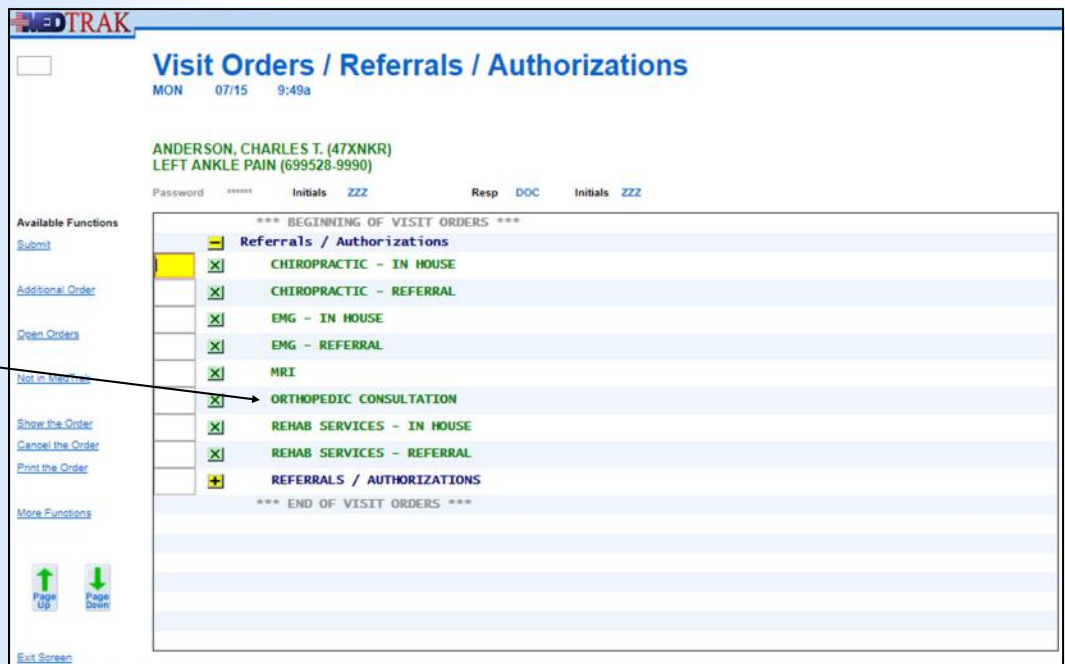 MEDTRAK
Visit Orders / Referrals / Authorizations
MON 07/15 9:49a
ANDERSON, CHARLES T. (47XNKR)
LEFT ANKLE PAIN (699528-9990)
Password ****** Initials ZZZ Resp DOC Initials ZZZ
Available Functions
Submit
Additional Order
Open Orders
Not in MedTrak
Show the Order
Cancel the Order
Print the Order
More Functions
Page Up
Page Down
Exit Screen
*** BEGINNING OF VISIT ORDERS ***
Referrals / Authorizations
CHIROPRACTIC - IN HOUSE
CHIROPRACTIC - REFERRAL
EMG - IN HOUSE
EMG - REFERRAL
MRI
ORTHOPEDIC CONSULTATION
REHAB SERVICES - IN HOUSE
REHAB SERVICES - REFERRAL
REFERRALS / AUTHORIZATIONS
*** END OF VISIT ORDERS ***